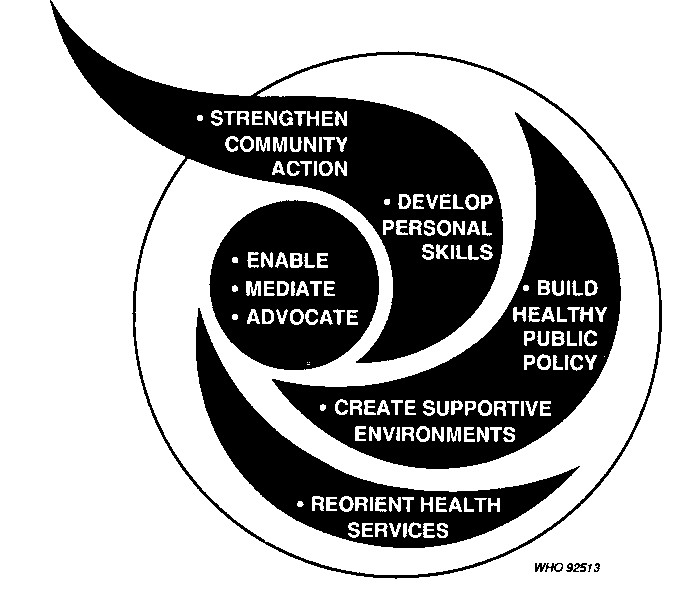 • STRENGTHEN
COMMUNITY
ACTION
• DEVELOP
PERSONAL
SKILLS
• ENABLE
• MEDIATE
• ADVOCATE
• BUILD
HEALTHY
PUBLIC
POLICY
• CREATE SUPPORTIVE
ENVIRONMENTS
• REORIENT HEALTH
SERVICES
WHO 92513